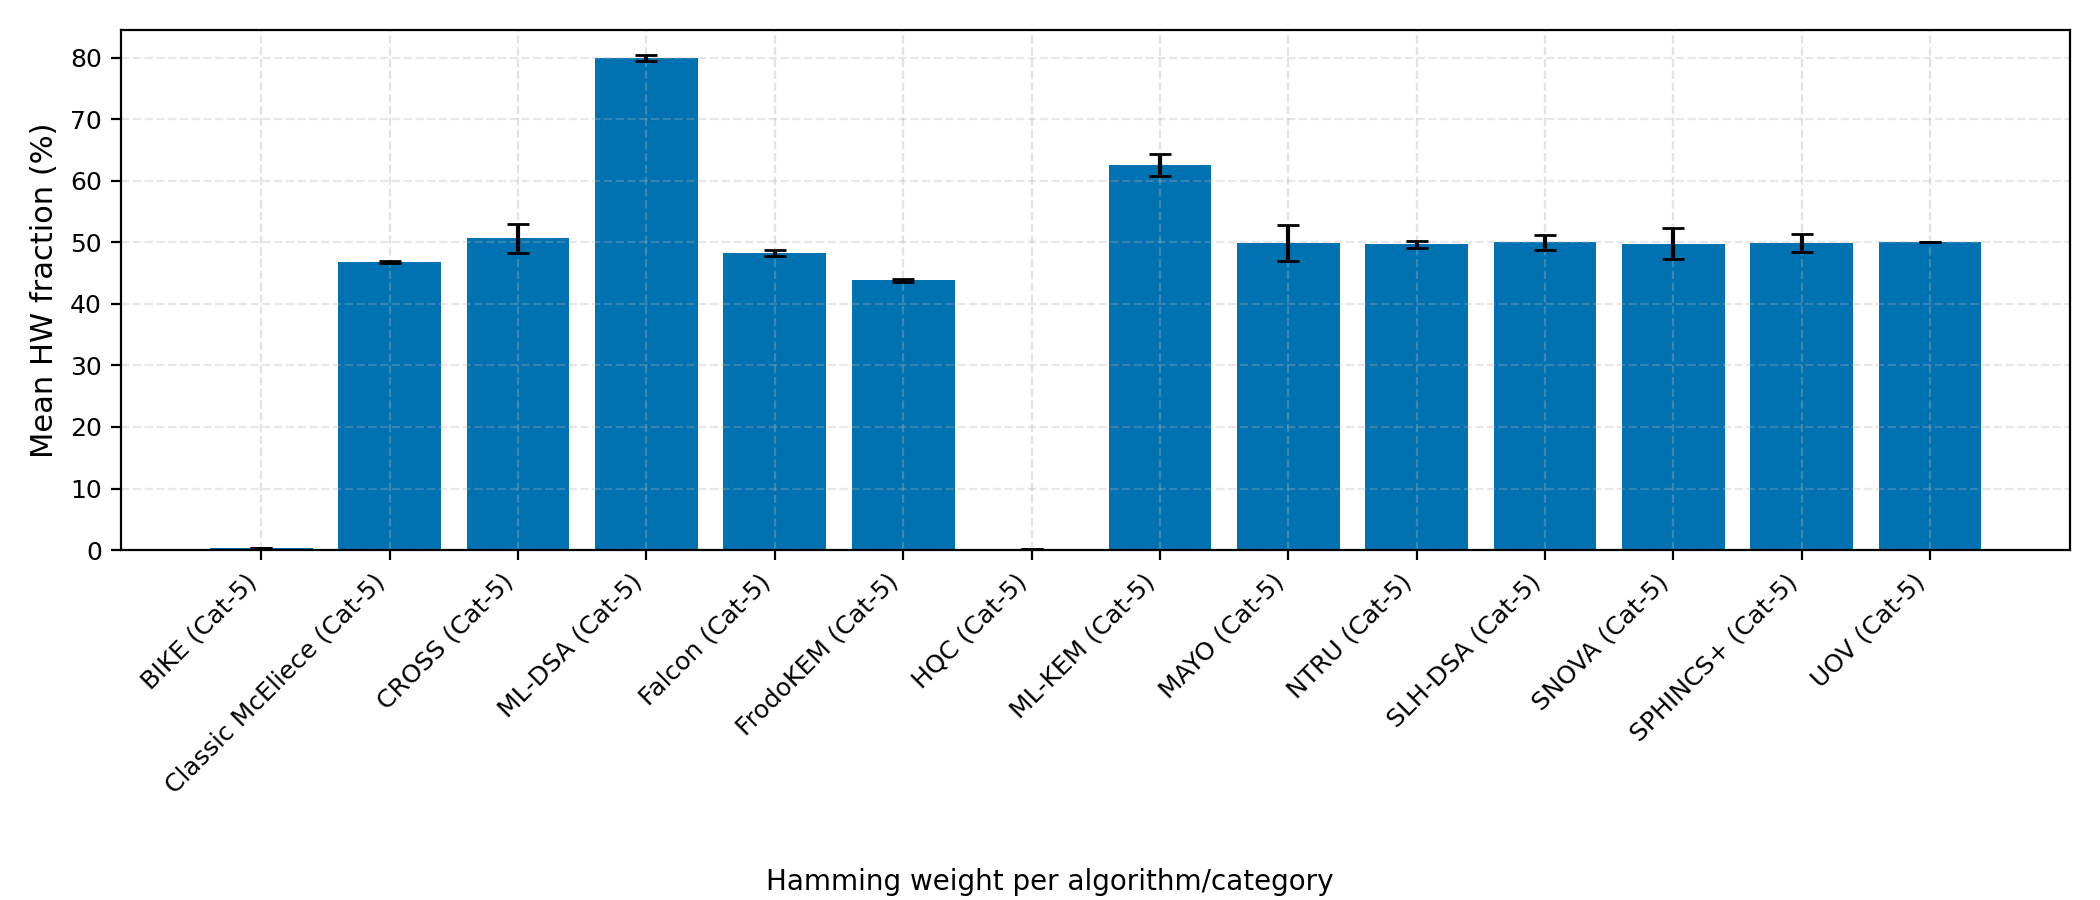 Mean HW fraction (%)
80
70
60
50
40
30
20
10
0
BIKE (Cat-5)
Classic McEliece (Cat-5)
CROSS (Cat-5)
ML-DSA (Cat-5)
Falcon (Cat-5)
FrodoKEM (Cat-5)
HQC (Cat-5)
ML-KEM (Cat-5)
MAYO (Cat-5)
NTRU (Cat-5)
SLH-DSA (Cat-5)
SNOVA (Cat-5)
SPHINCS+ (Cat-5)
UOV (Cat-5)
Hamming weight per algorithm/category